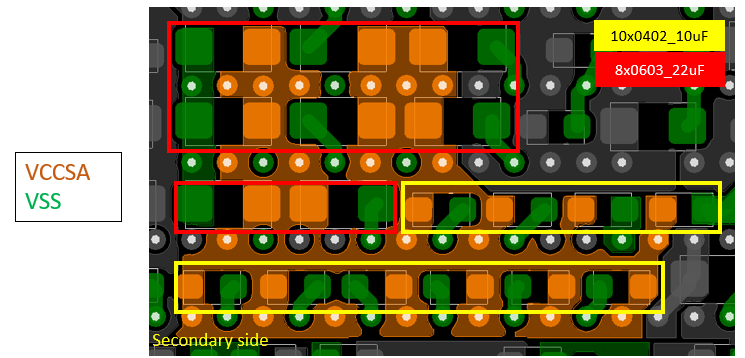 10x0402_10uF
8x0603_22uF
VCCSA
VSS
Secondary side